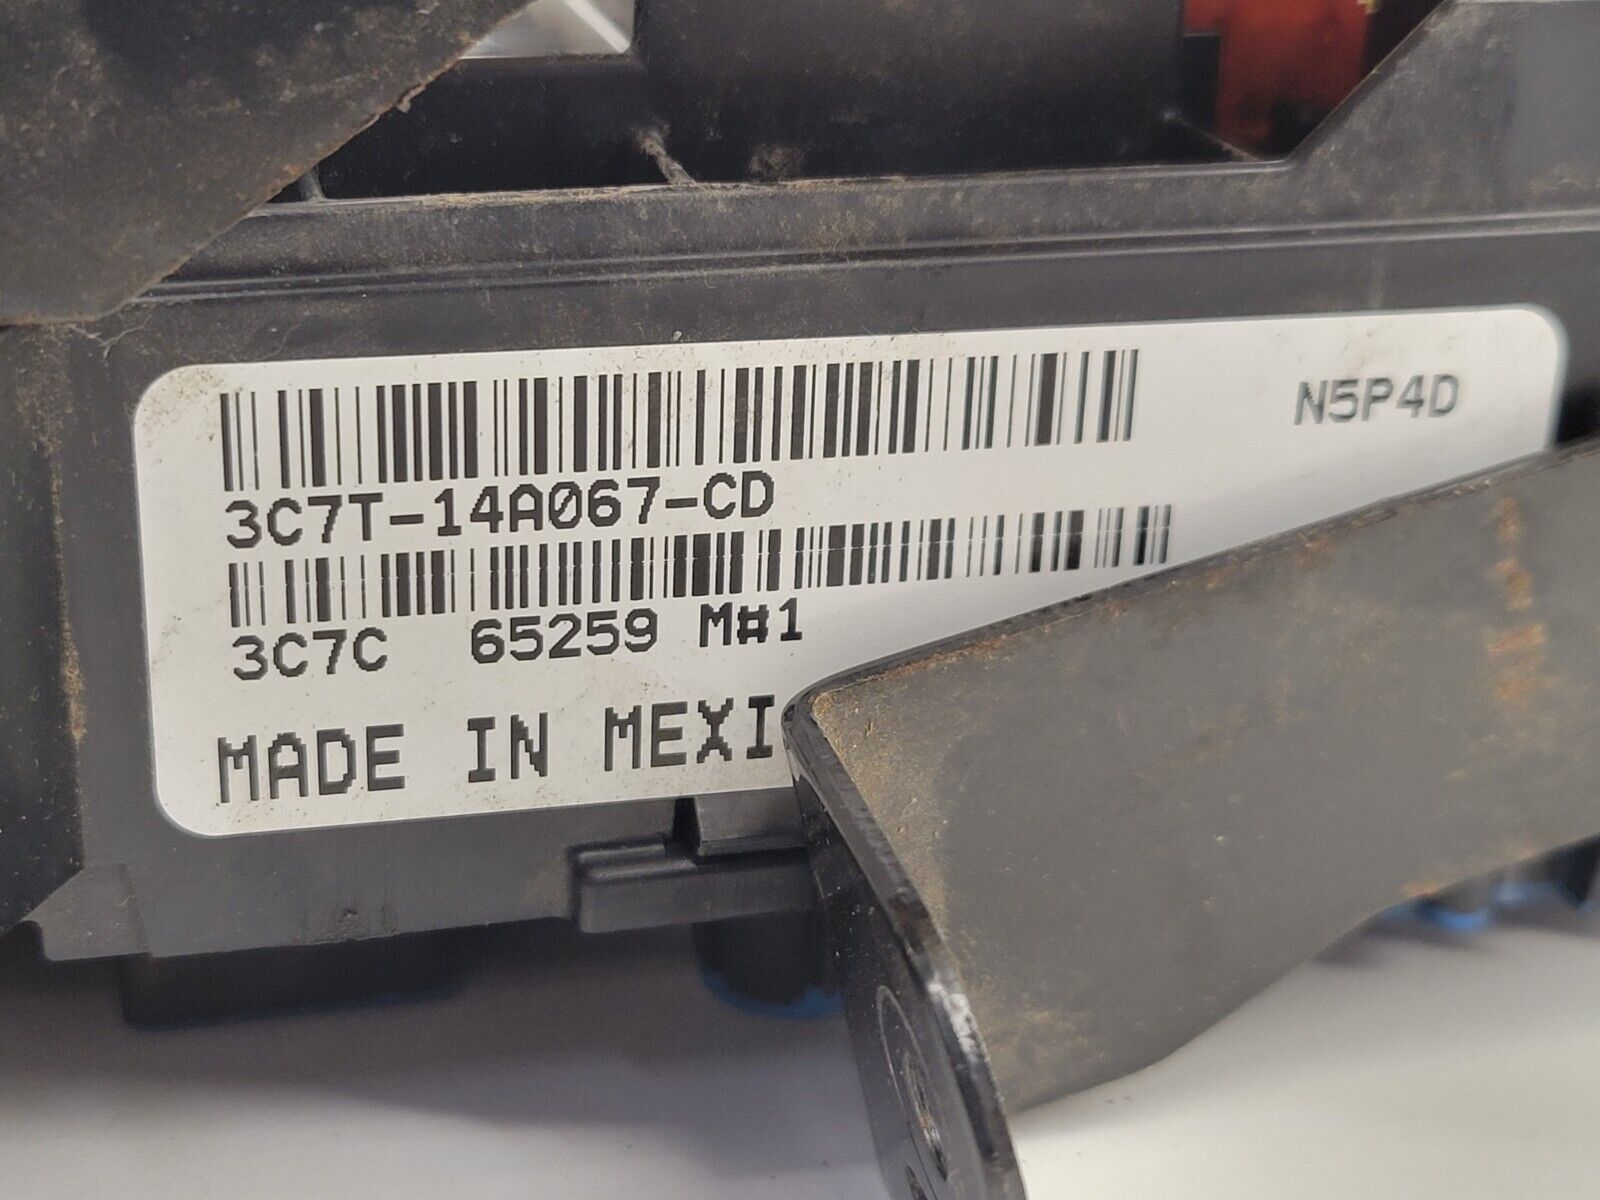 N5P4D
3C7T-14A067-CD
3C7C 65259 M#1
MADE IN MEXI